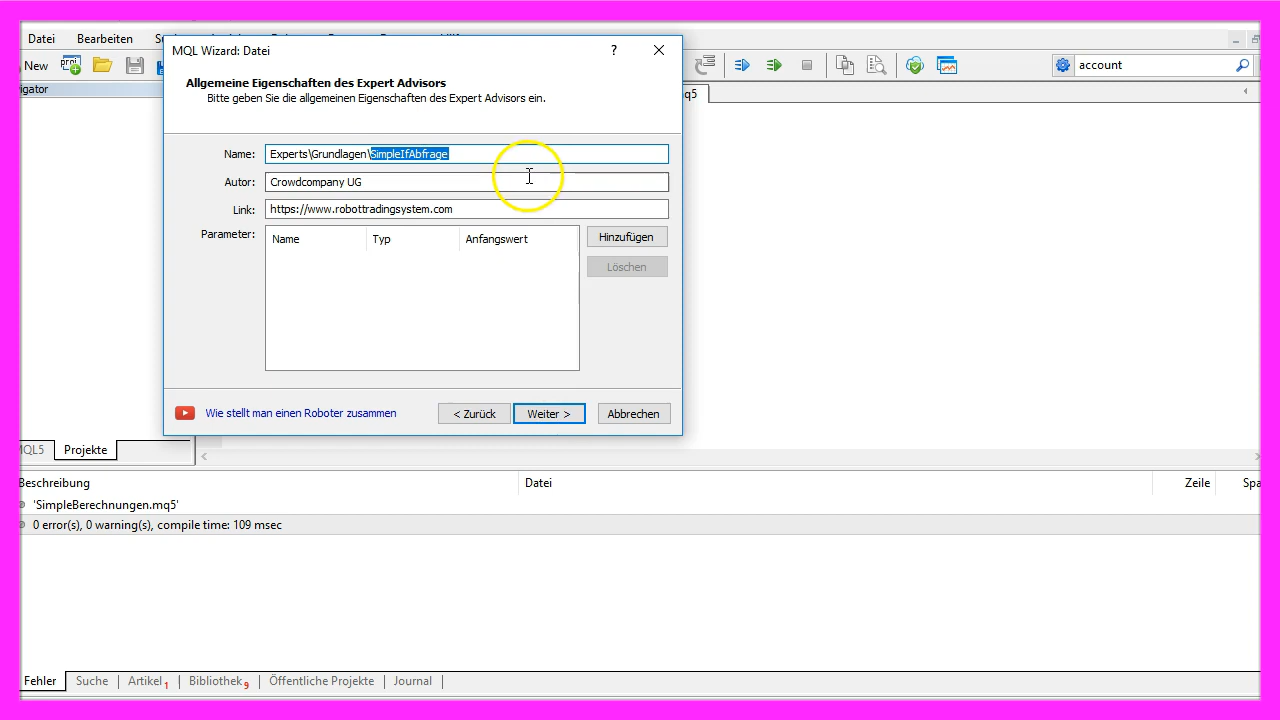 Datei Bearbeiten
MQL Wizard: Datei ?
New account
Allgemeine Eigenschaften des Expert Advisors
Bitte geben Sie die allgemeinen Eigenschaften des Expert Advisors ein.
Name: Experts\Grundlagen\SimpleIfAbfrage
Autor: Crowdcompany UG
Link: https://www.robottradingsystem.com
Parameter: Name Typ Anfangswert
Hinzufügen
Löschen
Wie stellt man einen Roboter zusammen
< Zurück Weiter > Abbrechen
MQL5 Projekte
Beschreibung Datei Zeile
'SimpleBerechnungen.mq5'
0 error(s), 0 warning(s), compile time: 109 msec
Fehler Suche Artikel 1 Bibliothek 9 Öffentliche Projekte Journal